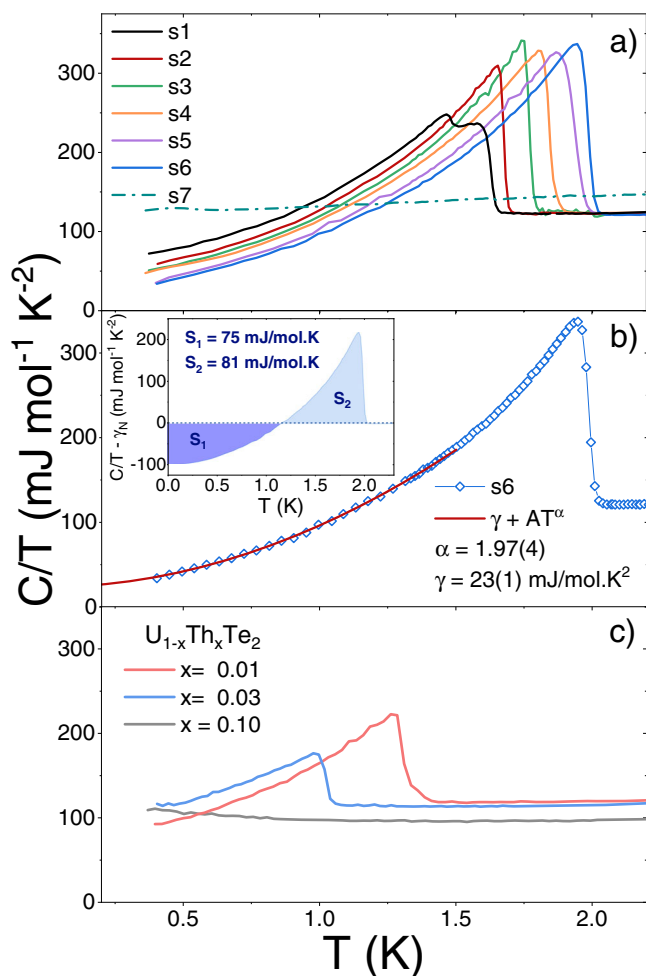 a)
s1
s2
s3
s4
s5
s6
s7
300
200
100
0
b)
S₁ = 75 mJ/mol.K
S₂ = 81 mJ/mol.K
S₂
S₁
C/T - γN (mJ mol⁻¹ K⁻²)
200
100
0
-100
0.0 0.5 1.0 1.5 2.0
T (K)
s6
γ + ATᵅ
α = 1.97(4)
γ = 23(1) mJ/mol.K²
300
200
100
0
C/T (mJ mol⁻¹ K⁻²)
c)
U₁₋ₓThₓTe₂
x= 0.01
x= 0.03
x = 0.10
300
200
100
0
0.5 1.0 1.5 2.0
T (K)